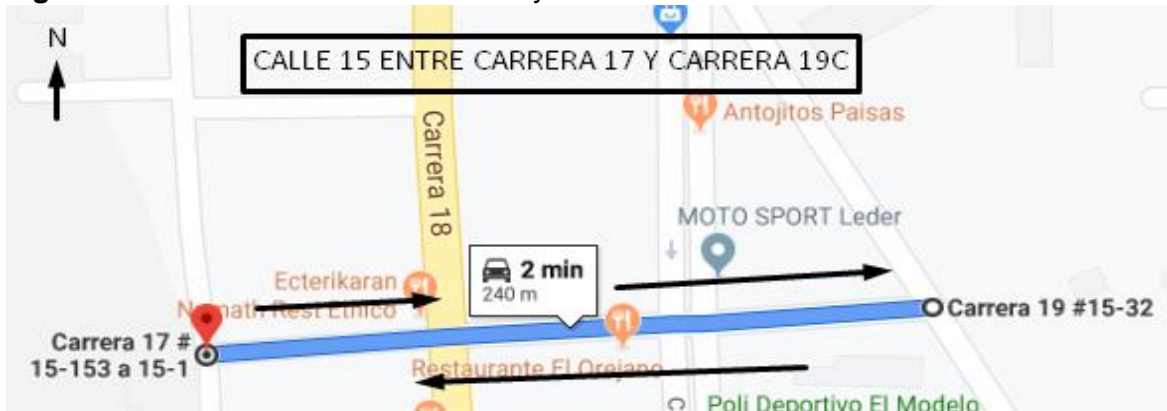 N
CALLE 15 ENTRE CARRERA 17 Y CARRERA 19C
Antojitos Paisas
Carrera 18
MOTO SPORT Leder
2 min
240 m
Ecterikaran
Rest Etnico
Carrera 17 #
15-153 a 15-1
Carrera 19 #15-32
Restaurante El Orejano
C
Poli Deportivo El Modelo